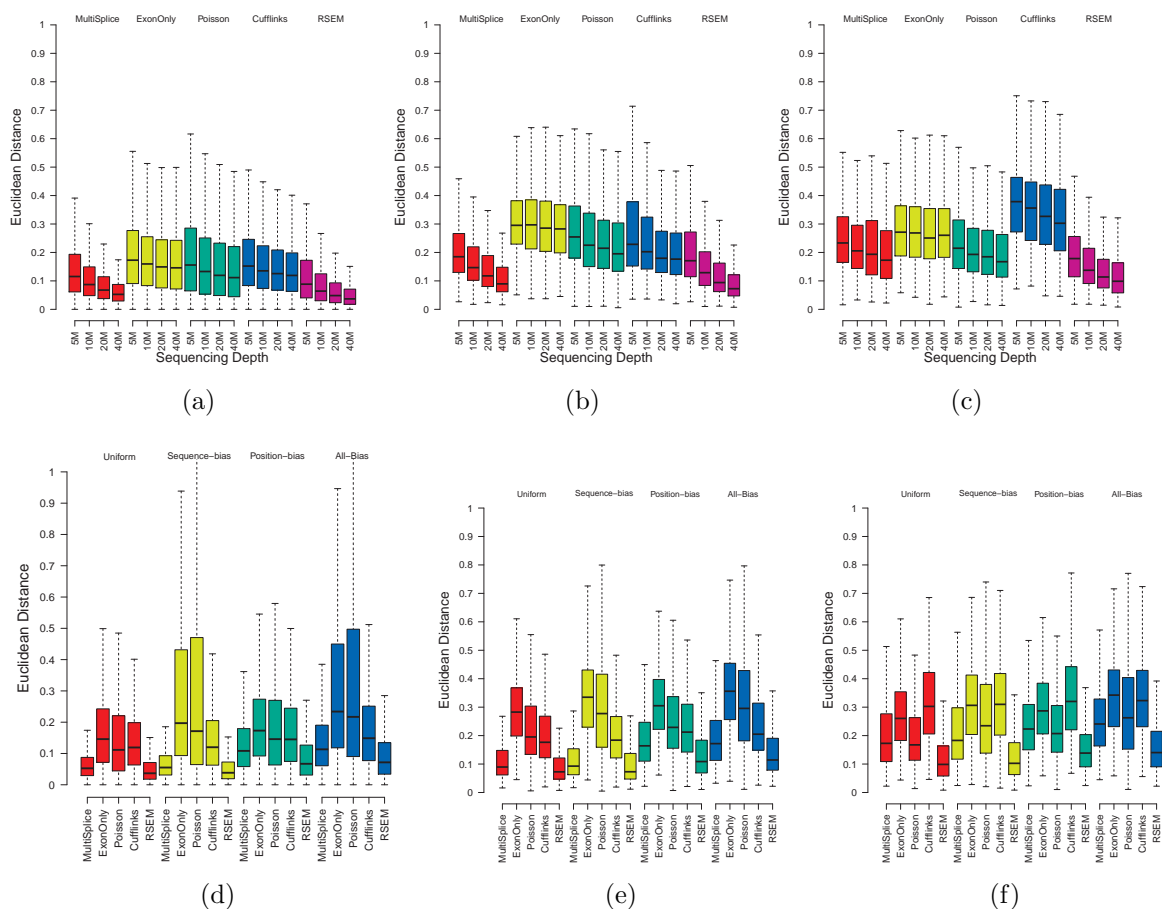 MultiSplice ExonOnly Poisson Cufflinks RSEM
1
0.9
0.8
0.7
0.6
0.5
0.4
0.3
0.2
0.1
0
Euclidean Distance
5M 10M 20M 40M 5M 10M 20M 40M 5M 10M 20M 40M 5M 10M 20M 40M 5M 10M 20M 40M
Sequencing Depth
(a)
MultiSplice ExonOnly Poisson Cufflinks RSEM
1
0.9
0.8
0.7
0.6
0.5
0.4
0.3
0.2
0.1
0
Euclidean Distance
5M 10M 20M 40M 5M 10M 20M 40M 5M 10M 20M 40M 5M 10M 20M 40M 5M 10M 20M 40M
Sequencing Depth
(b)
MultiSplice ExonOnly Poisson Cufflinks RSEM
1
0.9
0.8
0.7
0.6
0.5
0.4
0.3
0.2
0.1
0
Euclidean Distance
5M 10M 20M 40M 5M 10M 20M 40M 5M 10M 20M 40M 5M 10M 20M 40M 5M 10M 20M 40M
Sequencing Depth
(c)
Uniform Sequence−bias Position−bias All−Bias
1
0.9
0.8
0.7
0.6
0.5
0.4
0.3
0.2
0.1
0
Euclidean Distance
MultiSplice ExonOnly Poisson Cufflinks RSEM MultiSplice ExonOnly Poisson Cufflinks RSEM MultiSplice ExonOnly Poisson Cufflinks RSEM MultiSplice ExonOnly Poisson Cufflinks RSEM
(d)
Uniform Sequence−bias Position−bias All−Bias
1
0.9
0.8
0.7
0.6
0.5
0.4
0.3
0.2
0.1
0
Euclidean Distance
MultiSplice ExonOnly Poisson Cufflinks RSEM MultiSplice ExonOnly Poisson Cufflinks RSEM MultiSplice ExonOnly Poisson Cufflinks RSEM MultiSplice ExonOnly Poisson Cufflinks RSEM
(e)
Uniform Sequence−bias Position−bias All−Bias
1
0.9
0.8
0.7
0.6
0.5
0.4
0.3
0.2
0.1
0
Euclidean Distance
MultiSplice ExonOnly Poisson Cufflinks RSEM MultiSplice ExonOnly Poisson Cufflinks RSEM MultiSplice ExonOnly Poisson Cufflinks RSEM MultiSplice ExonOnly Poisson Cufflinks RSEM
(f)